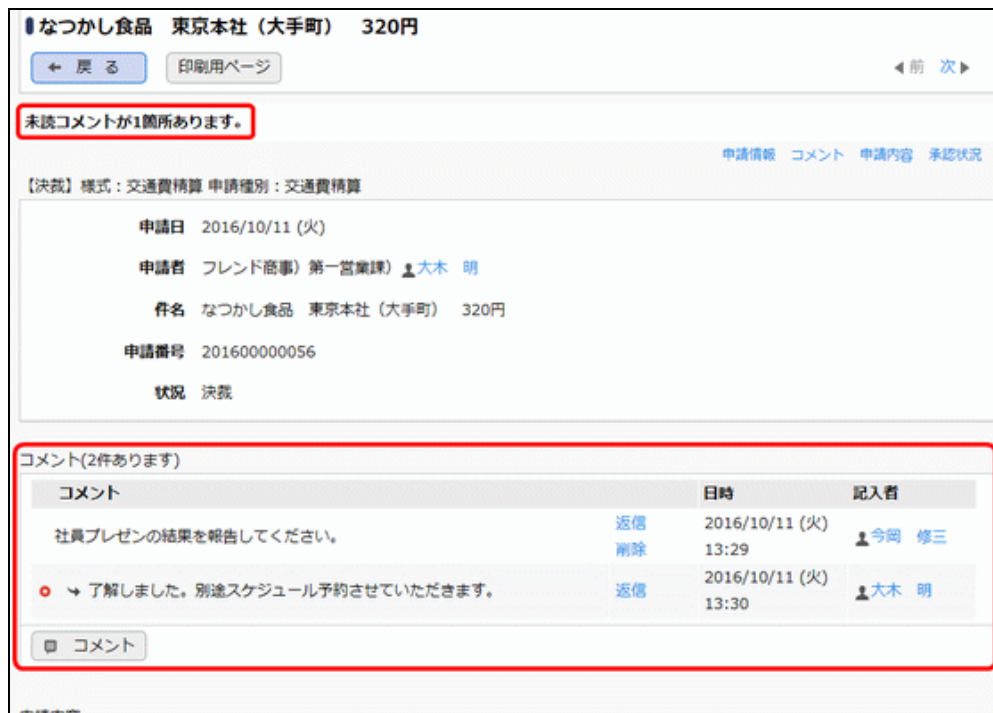 なつかし食品 東京本社（大手町） 320円
戻 る 印刷用ページ 前 次
未読コメントが1箇所あります。
申請情報 コメント 申請内容 承認状況
【決裁】様式：交通費精算 申請種別：交通費精算
申請日 2016/10/11 (火)
申請者 フレンド商事）第一営業課）大木 明
件名 なつかし食品 東京本社（大手町） 320円
申請番号 201600000056
状況 決裁
コメント(2件あります)
コメント 日時 記入者
社員プレゼンの結果を報告してください。 返信 削除 2016/10/11 (火) 13:29 今岡 修三
了解しました。別途スケジュール予約させていただきます。 返信 2016/10/11 (火) 13:30 大木 明
コメント